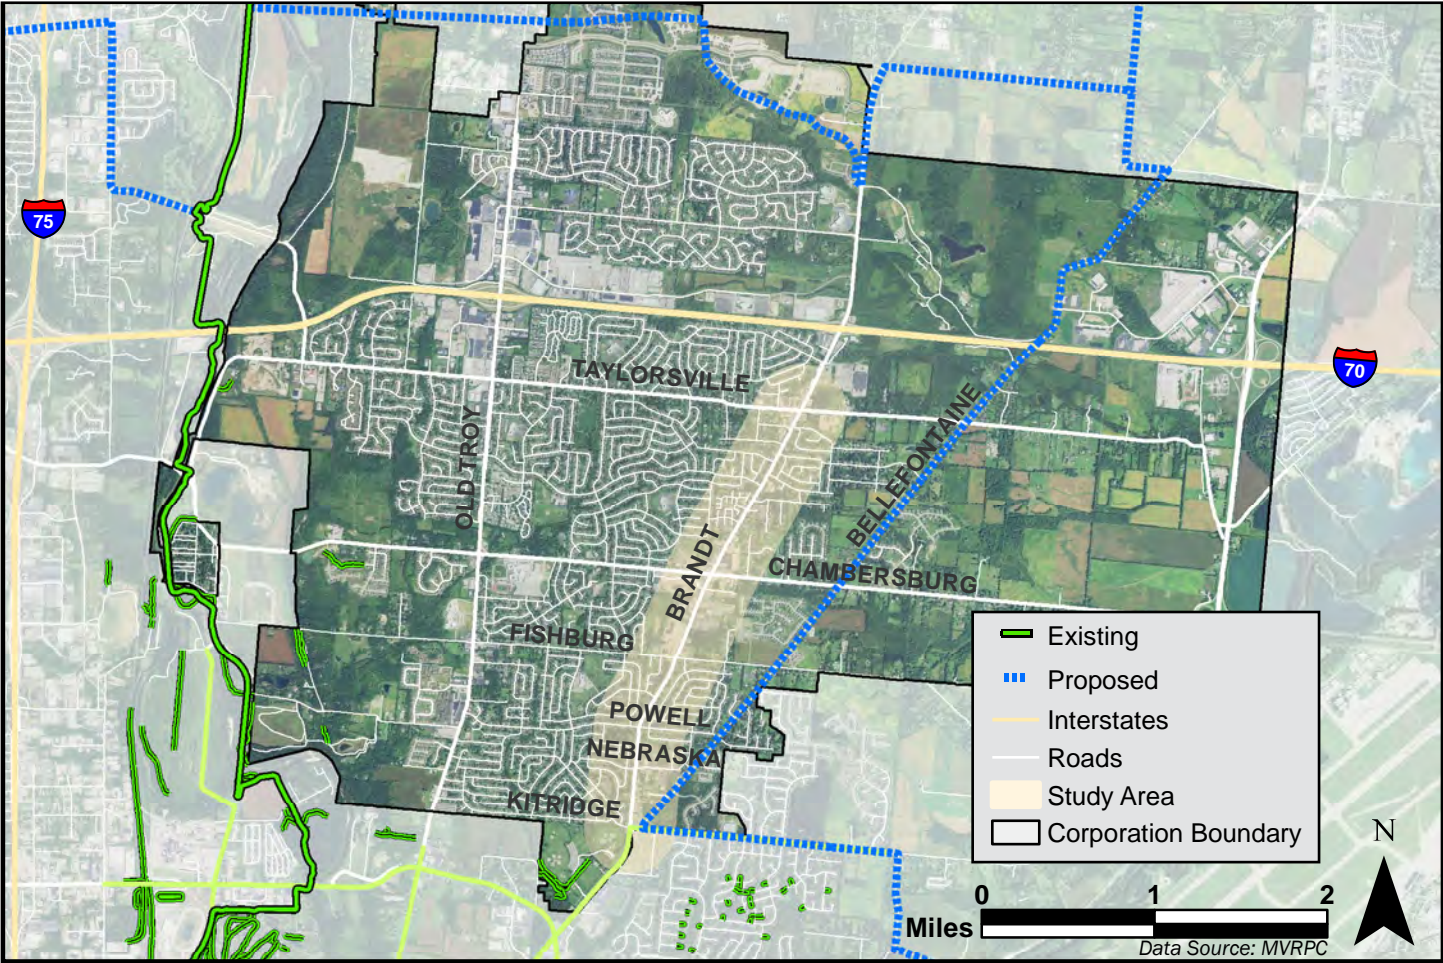 75
70
TAYLORSVILLE
OLD TROY
BELLEFONTAINE
BRANDT
CHAMBERSBURG
FISHBURG
POWELL
NEBRASKA
KITRIDGE
Existing
Proposed
Interstates
Roads
Study Area
Corporation Boundary
N
0 1 2
Miles
Data Source: MVRPC